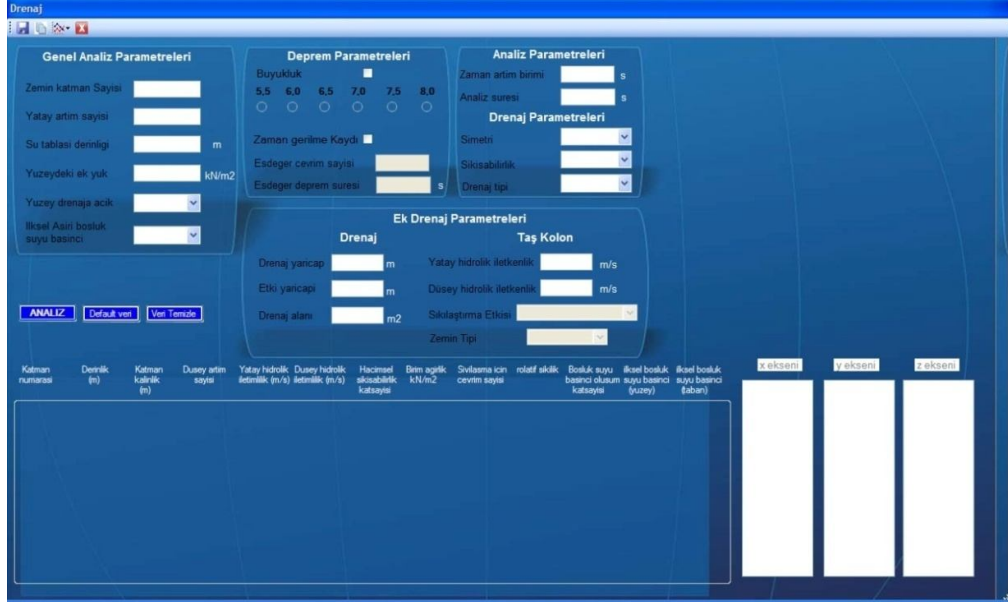 Drenaj
Genel Analiz Parametreleri
Zemin katman Sayisi
Yatay artim sayisi
Su tablasi derinligi m
Yuzeydeki ek yuk kN/m2
Yuzey drenaja acik
Ilksel Asiri bosluk
suyu basinci
Deprem Parametreleri
Buyukluk
5,5 6,0 6,5 7,0 7,5 8,0
Zaman gerilme Kaydı
Esdeger cevrim sayisi
Esdeger deprem suresi s
Analiz Parametreleri
Zaman artim birimi s
Analiz suresi s
Drenaj Parametreleri
Simetri
Sikisabilirlik
Drenaj tipi
Ek Drenaj Parametreleri
Drenaj Taş Kolon
Drenaj yarıcap m Yatay hidrolik iletkenlik m/s
Etki yarıcapi m Düsey hidrolik iletkenlik m/s
Drenaj alanı m2 Sıkılaştırma Etkisi
Zemin Tipi
ANALIZ Default veri Veri Temizle
Katman
numarasi
Derinlik
(m)
Katman
kalinlik
(m)
Dusey artim
sayisi
Yatay hidrolik
iletimlilik (m/s)
Dusey hidrolik
iletimlilik (m/s)
Hacimsel
sikisabilirlik
katsayisi
Birim agirlik
kN/m2
Sivilasma icin
cevrim sayisi
rolatif sikilik
Bosluk suyu
basinci olusum
katsayisi
ilksel bosluk
suyu basinci
(yuzey)
ilksel bosluk
suyu basinci
(taban)
x ekseni
y ekseni
z ekseni